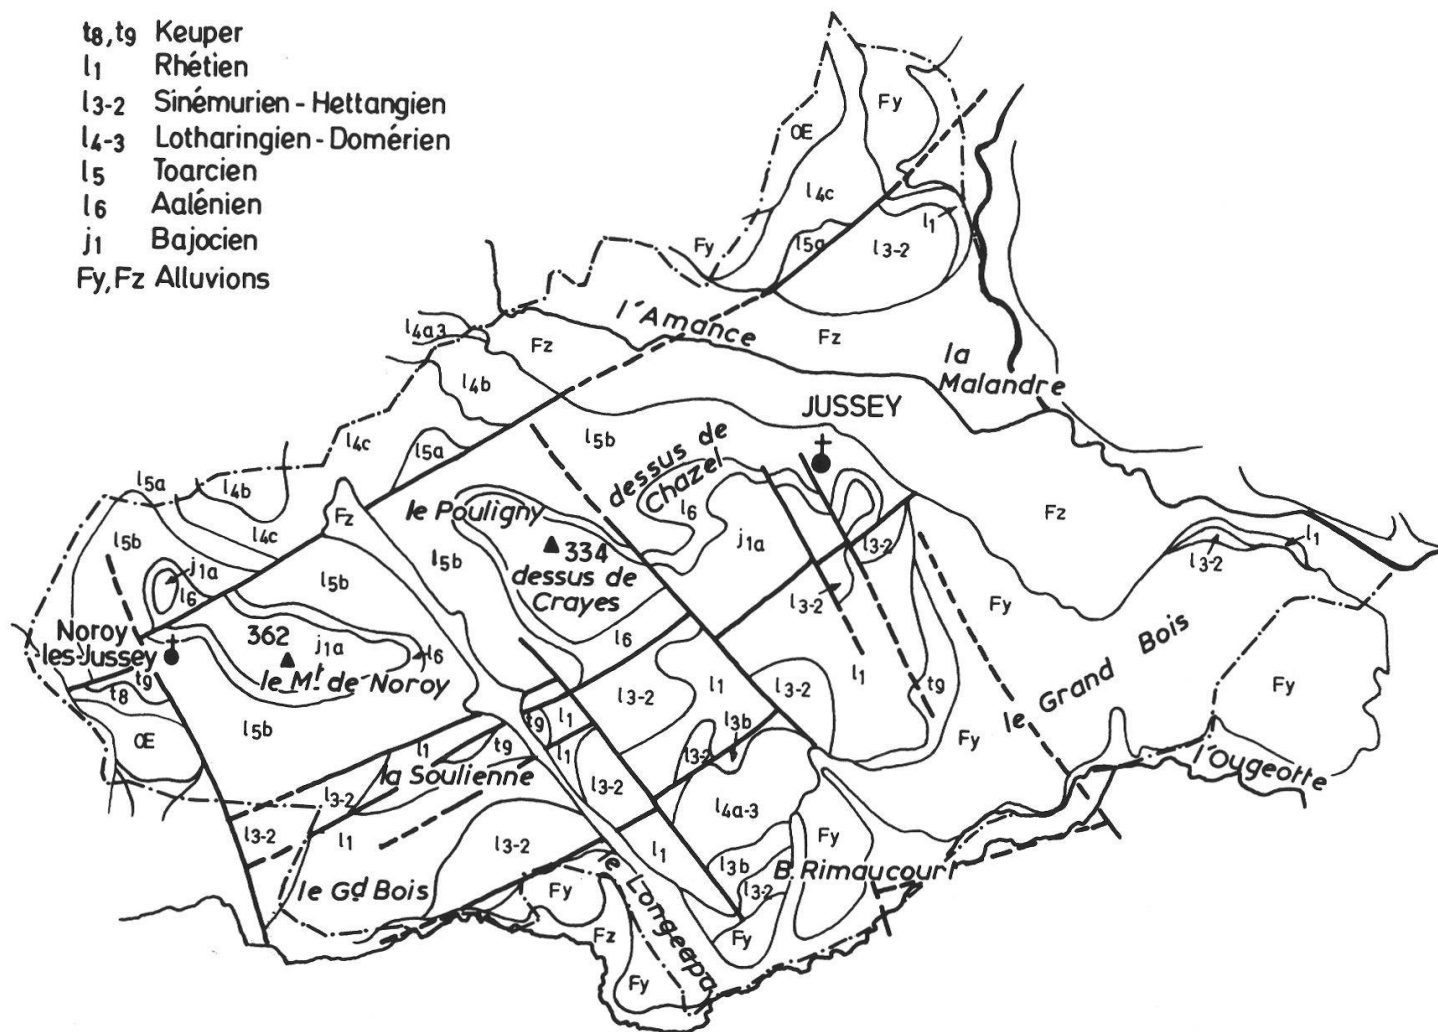 t8,t9 Keuper
l1 Rhétien
l3-2 Sinémurien - Hettangien
l4-3 Lotharingien - Domérien
l5 Toarcien
l6 Aalénien
j1 Bajocien
Fy,Fz Alluvions
Fy
ŒE
l4c
l1
Fy
l5a
l3-2
l'Amance
Fz
l4a3
Fz
la
Malandre
l4b
JUSSEY
l5b
dessus de
Chazel
l4c
l5a
l5a
l4b
Fz
le Pouligny
l6
Fz
l4c
l5b
334
j1a
l3-2
l1
l3-2
j1a
l5b
l5b
dessus de
Crayes
l3-2
Fy
l6
Noroy
-les-Jussey
362
j1a
l6
l6
le Grand Bois
t9
le Mt. de Noroy
l1
l1
t8
l3-2
l3-2
t9
Fy
ŒE
l5b
t9
l1
l3b
Fy
l1
t9
l1
l3-2
l'Ougeotte
la Soulienne
l3-2
l3-2
l4a-3
l3-2
l1
l3-2
l1
Fy
l3b
B. Rimaucourt
le Gd Bois
l3-2
Fy
le Longeapa
Fz
Fy
Fy